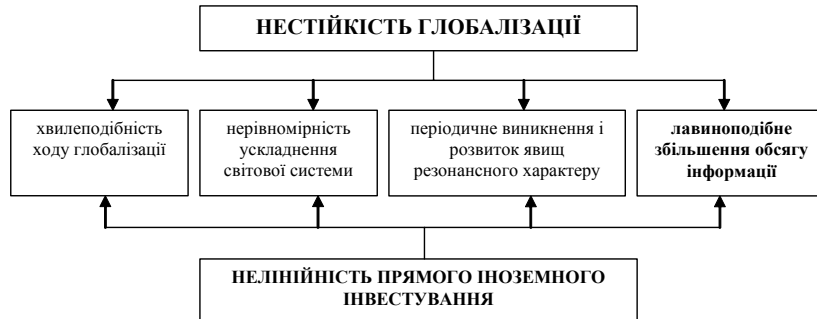 НЕСТІЙКІСТЬ ГЛОБАЛІЗАЦІЇ
хвилеподібність
ходу глобалізації
нерівномірність
ускладнення
світової системи
періодичне виникнення і
розвиток явищ
резонансного характеру
лавиноподібне
збільшення обсягу
інформації
НЕЛІНІЙНІСТЬ ПРЯМОГО ІНОЗЕМНОГО
ІНВЕСТУВАННЯ